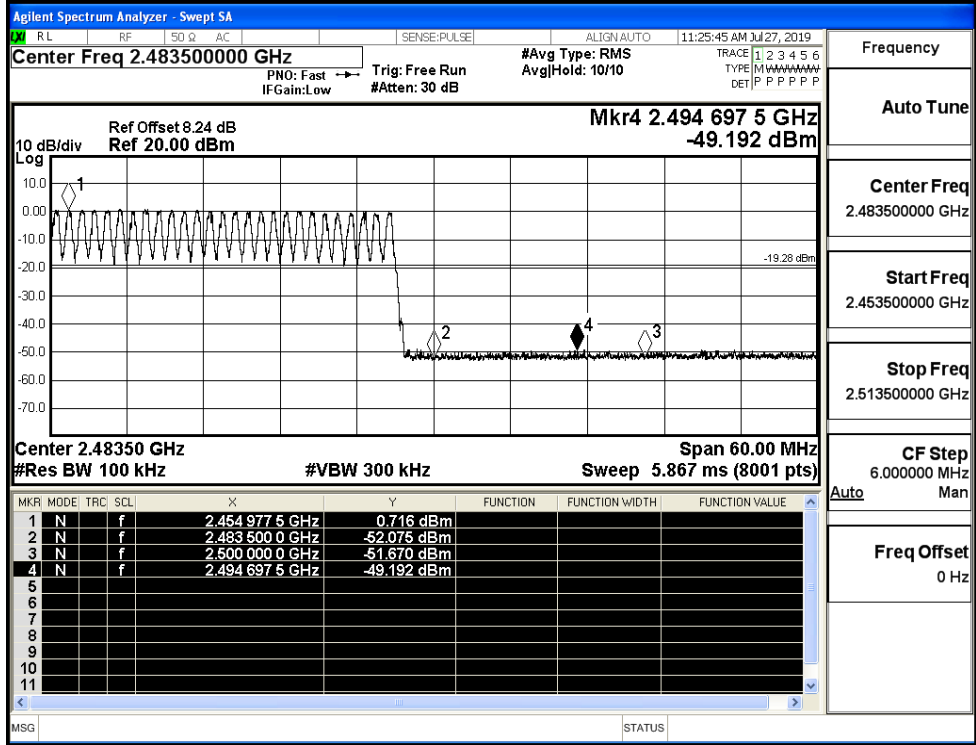 Agilent Spectrum Analyzer - Swept SA
LXI RL RF 50 Ω AC SENSE:PULSE ALIGNAUTO 11:25:45 AM Jul 27, 2019
Center Freq 2.483500000 GHz
PNO: Fast
IFGain:Low
Trig: Free Run
#Atten: 30 dB
#Avg Type: RMS
Avg|Hold: 10/10
TRACE 1 2 3 4 5 6
TYPE M WWWWW
DET P P P P P P
Frequency
Auto Tune
Center Freq
2.483500000 GHz
Start Freq
2.453500000 GHz
Stop Freq
2.513500000 GHz
CF Step
6.000000 MHz
Auto Man
Freq Offset
0 Hz
Mkr4 2.494 697 5 GHz
-49.192 dBm
Ref Offset 8.24 dB
10 dB/div Ref 20.00 dBm
Log
10.0
0.00
-10.0
-20.0
-30.0
-40.0
-50.0
-60.0
-70.0
1
-19.28 dBm
2
4
3
Center 2.48350 GHz Span 60.00 MHz
#Res BW 100 kHz #VBW 300 kHz Sweep 5.867 ms (8001 pts)
MKR MODE TRC SCL X Y FUNCTION FUNCTION WIDTH FUNCTION VALUE
1 N f 2.454 977 5 GHz 0.716 dBm
2 N f 2.483 500 0 GHz -52.075 dBm
3 N f 2.500 000 0 GHz -51.670 dBm
4 N f 2.494 697 5 GHz -49.192 dBm
5
6
7
8
9
10
11
MSG STATUS